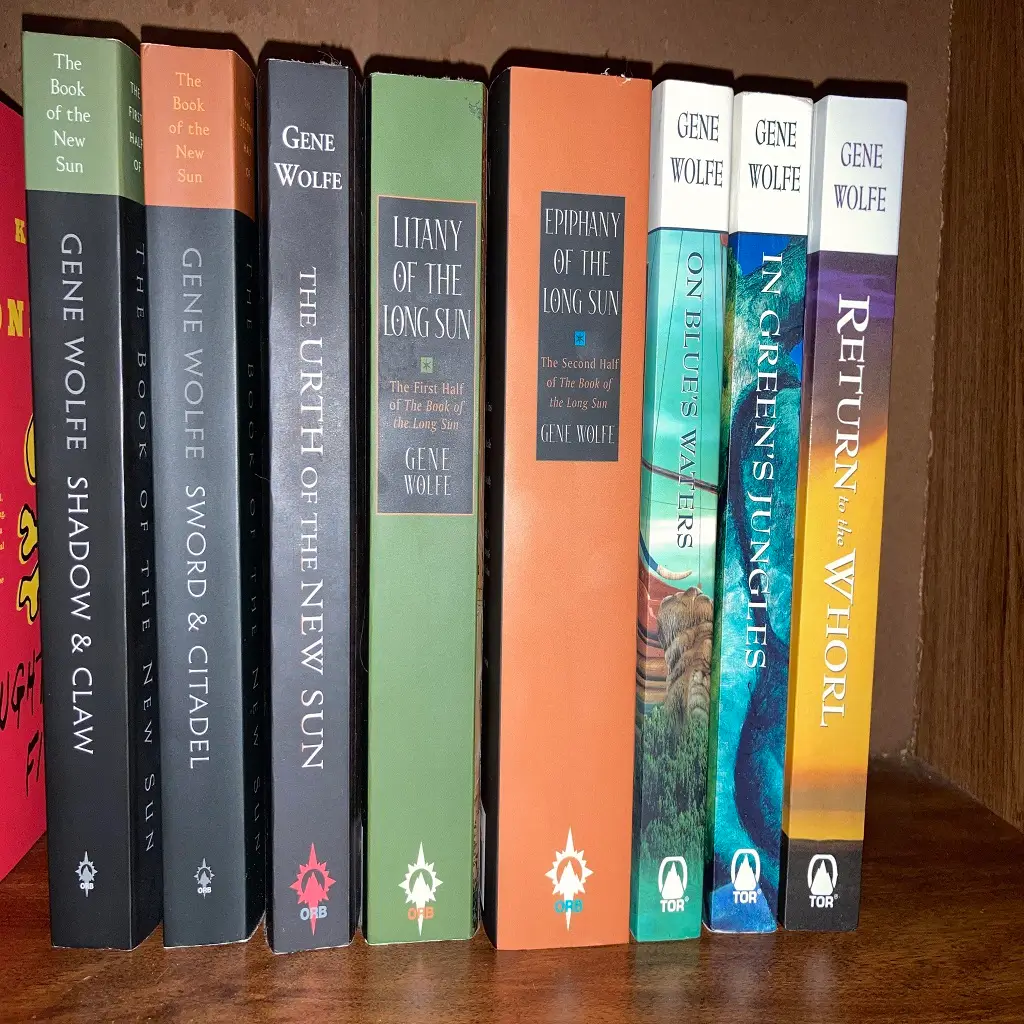 The
Book
of the
New
Sun
GENE WOLFE SHADOW & CLAW
ORB
THE
FIRST
HALF
OF
THE BOOK OF THE NEW SUN
The
Book
of the
New
Sun
GENE WOLFE SWORD & CITADEL
ORB
THE BOOK OF THE NEW SUN
GENE
WOLFE
THE URTH OF THE NEW SUN
ORB
LITANY
OF THE
LONG SUN
The First Half
of The Book of
the Long Sun
GENE
WOLFE
ORB
EPIPHANY
OF THE
LONG SUN
The Second Half
of The Book of
the Long Sun
GENE WOLFE
ORB
GENE
WOLFE
ON BLUE'S WATERS
TOR®
GENE
WOLFE
IN GREEN'S JUNGLES
TOR®
GENE
WOLFE
RETURN to the WHORL
TOR®